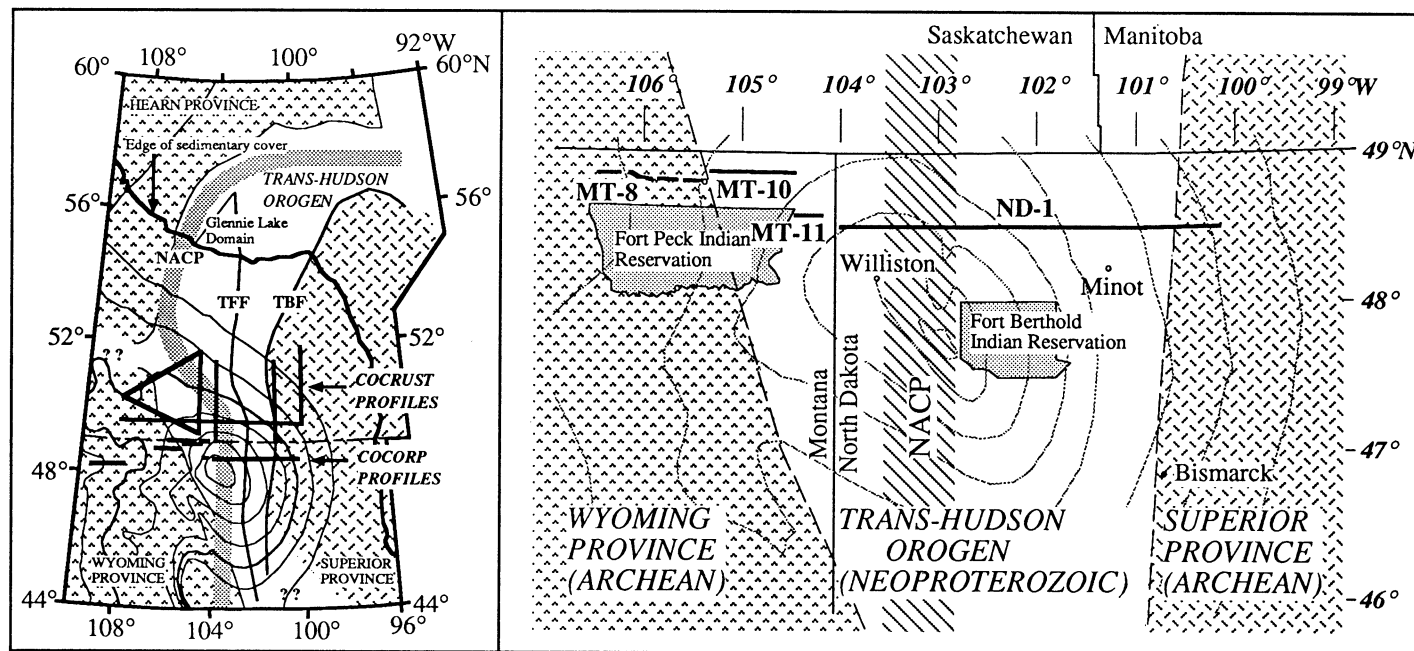 108°
100°
92°W
60°
60°N
HEARN PROVINCE
Edge of sedimentary cover
TRANS-HUDSON
OROGEN
56°
56°
Glennie Lake
Domain
NACP
TFF
TBF
52°
52°
? ?
COCRUST
PROFILES
48°
COCORP
PROFILES
WYOMING
PROVINCE
SUPERIOR
PROVINCE
? ?
44°
44°
108°
104°
100°
96°
Saskatchewan
Manitoba
106°
105°
104°
103°
102°
101°
100°
99°W
49°N
MT-8
MT-10
ND-1
MT-11
Fort Peck Indian
Reservation
Williston
Minot
48°
Fort Berthold
Indian Reservation
Montana
North Dakota
NACP
47°
Bismarck
WYOMING
PROVINCE
(ARCHEAN)
TRANS-HUDSON
OROGEN
(NEOPROTEROZOIC)
SUPERIOR
PROVINCE
(ARCHEAN)
46°